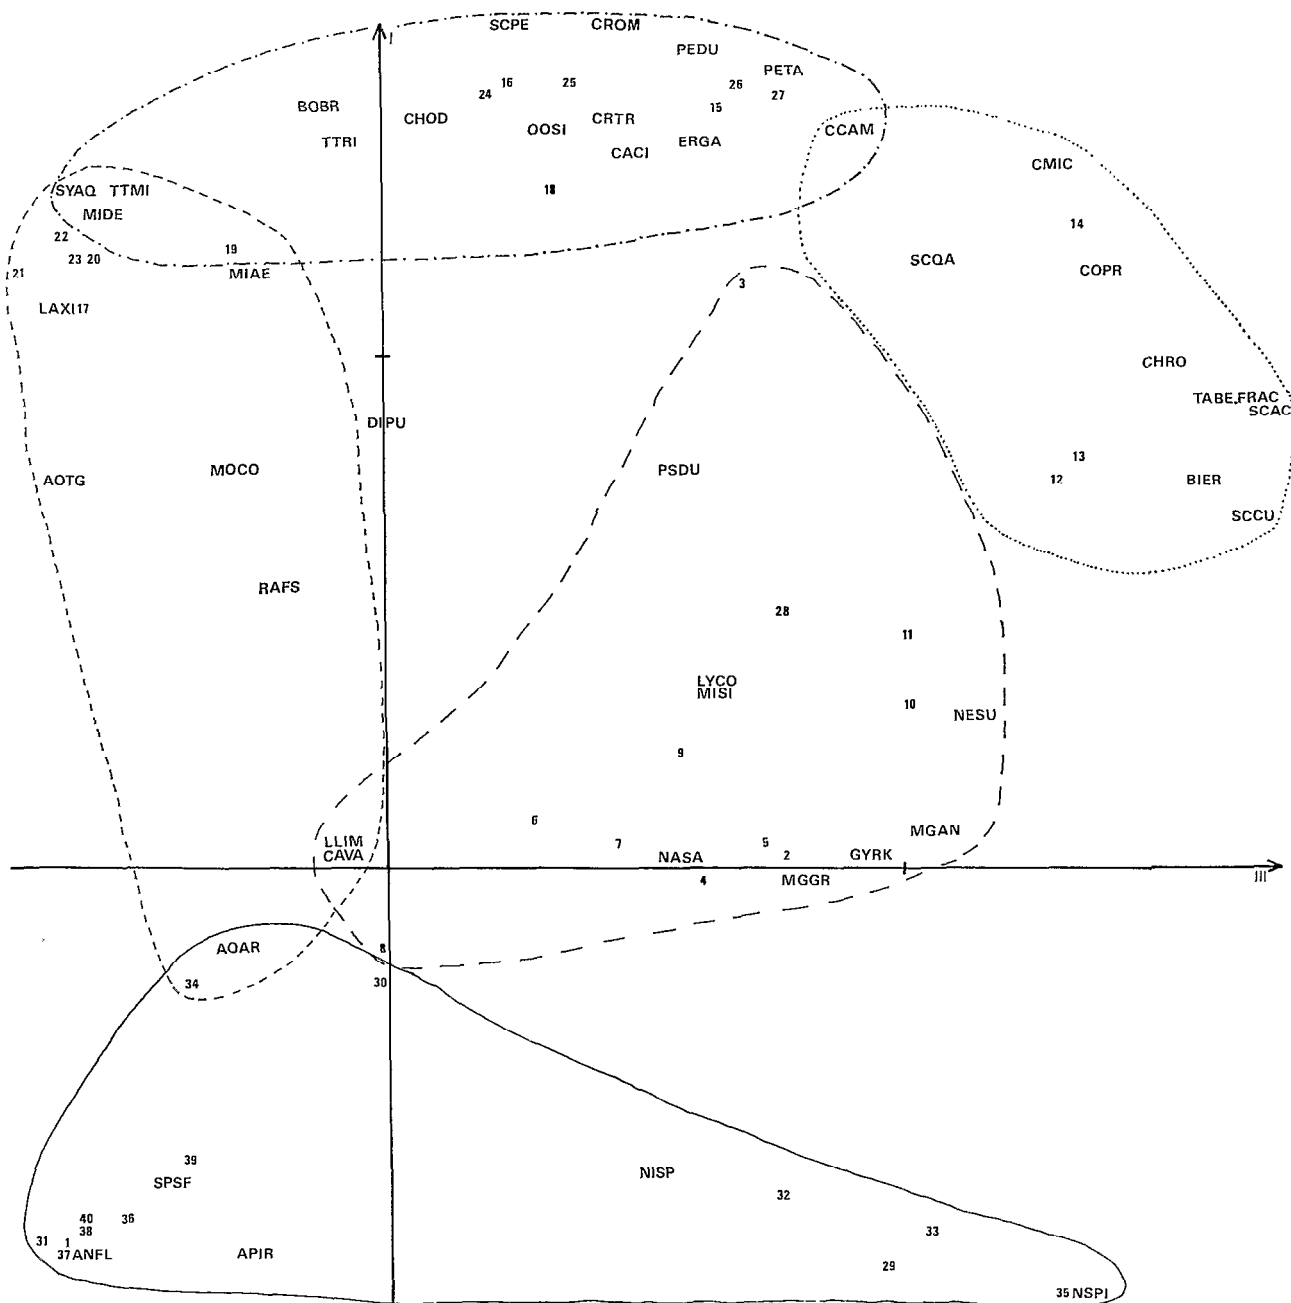 I
SCPE
CROM
PEDU
PETA
16
25
26
24
27
15
BOBR
CHOD
CRTR
OOSI
CCAM
TTRI
ERGA
CACI
CMIC
SYAQ TTMI
18
MIDE
14
22
19
23 20
SCQA
21
MIAE
COPR
3
LAXI17
CHRO
TABE,FRAC
SCAC
DIPU
13
MOCO
PSDU
AOTG
12
BIER
SCCU
RAFS
28
11
LYCO
MISI
10
NESU
9
6
MGAN
LLIM
7
5
CAVA
NASA
2
GYRK
4
MGGR
III
AOAR
8
34
30
39
SPSF
NISP
32
40
36
38
33
31
1
37ANFL
APIR
29
35NSPI